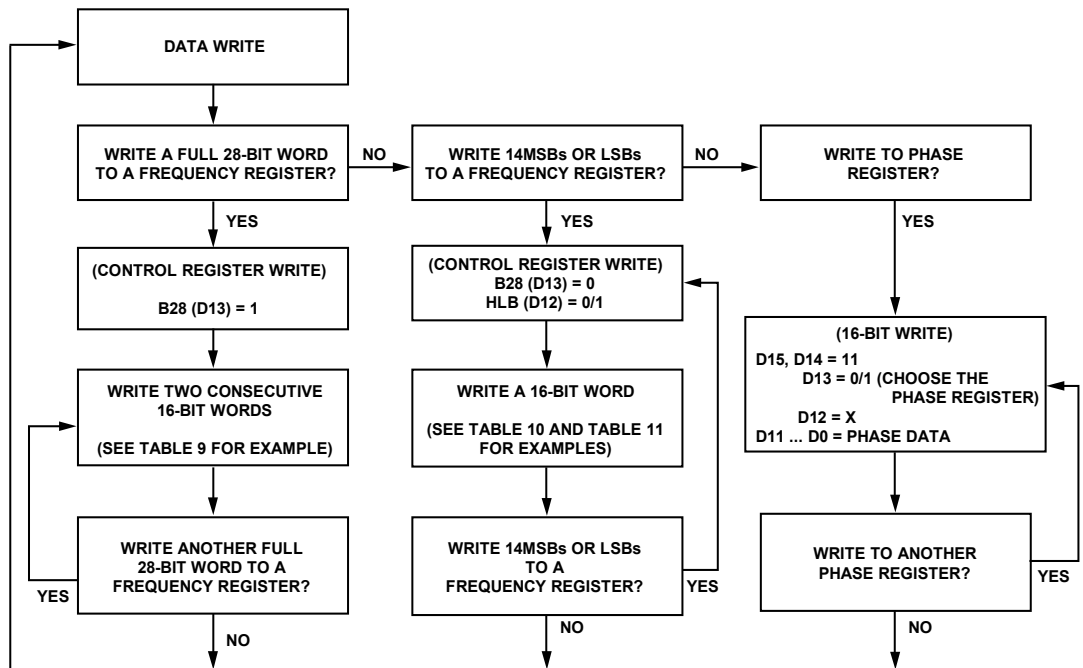 DATA WRITE
WRITE A FULL 28-BIT WORD
TO A FREQUENCY REGISTER?
NO
WRITE 14MSBs OR LSBs
TO A FREQUENCY REGISTER?
NO
WRITE TO PHASE
REGISTER?
YES
YES
YES
(CONTROL REGISTER WRITE)
B28 (D13) = 1
(CONTROL REGISTER WRITE)
B28 (D13) = 0
HLB (D12) = 0/1
(16-BIT WRITE)
D15, D14 = 11
D13 = 0/1 (CHOOSE THE
PHASE REGISTER)
D12 = X
D11 ... D0 = PHASE DATA
WRITE TWO CONSECUTIVE
16-BIT WORDS
(SEE TABLE 9 FOR EXAMPLE)
WRITE A 16-BIT WORD
(SEE TABLE 10 AND TABLE 11
FOR EXAMPLES)
WRITE ANOTHER FULL
28-BIT WORD TO A
FREQUENCY REGISTER?
YES
WRITE 14MSBs OR LSBs
TO A
FREQUENCY REGISTER?
YES
WRITE TO ANOTHER
PHASE REGISTER?
YES
NO
NO
NO